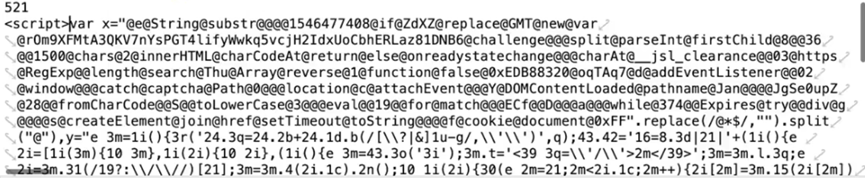 521
<script>var x="@e@String@substr@@@@1546477408@if@ZdXZ@replace@GMT@new@var
@rOm9XFMtA3QKV7nYsPGT4lifyWwkq5vcjH2IdxUoCbhERLaz81DNB6@challenge@@@split@parseInt@firstChild@8@@36
@@1500@chars@2@innerHTML@charCodeAt@return@else@onreadystatechange@@@charAt@__jsl_clearance@@03@https
@RegExp@@length@search@Thu@Array@reverse@1@function@false@0xEDB88320@oqTAq7@d@addEventListener@@02
@window@@@catch@captcha@Path@0@@@location@c@attachEvent@@@Y@DOMContentLoaded@pathname@Jan@@@@JgSe0upZ
@28@@fromCharCode@@S@@toLowerCase@3@@@eval@@19@@for@match@@@ECf@@D@@@a@@@while@374@@Expires@try@@div@g
@@@@s@createElement@join@href@setTimeout@toString@@@@f@cookie@document@0xFF".replace(/@*$/,"").split
("@"),y="e 3m=1i(){3r('24.3q=24.2b+24.1d.b(/[\\?|&]1u-g/,\\'\\')',q);43.42='16=8.3d|21|'+(1i(){e
2i=[1i(3m){10 3m},1i(2i){10 2i},(1i(){e 3m=43.3o('3i');3m.t='<39 3q=\\'/\\'>2m</39>';3m=3m.l.3q;e
2i=3m.31(/19?:\\/\\//)[21];3m=3m.4(2i.1c).2n();10 1i(2i){30(e 2m=21;2m<2i.1c;2m++){2i[2m]=3m.15(2i[2m])